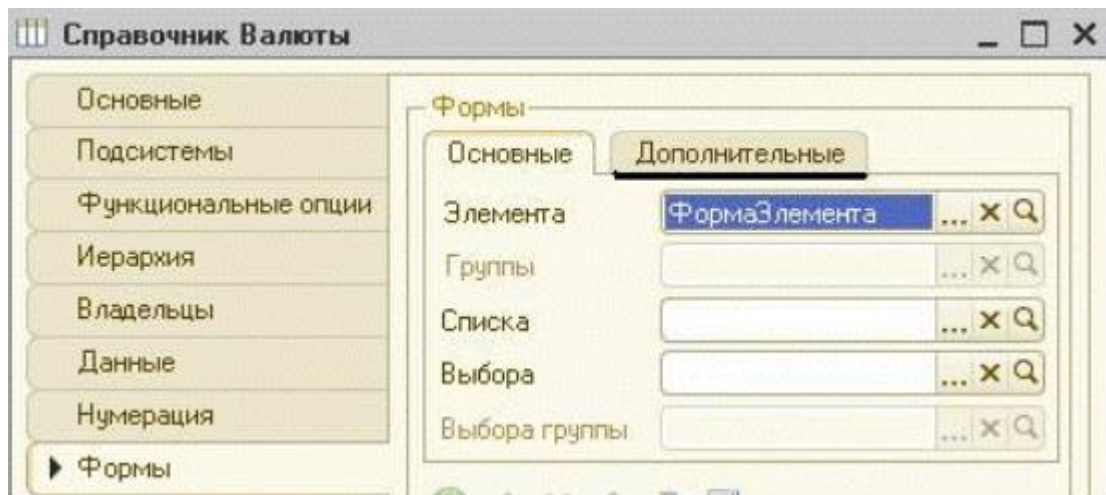 Справочник Валюты
Основные
Подсистемы
Функциональные опции
Иерархия
Владельцы
Данные
Нумерация
Формы
Формы
Основные Дополнительные
Элемента ФормаЭлемента ...
Группы ...
Списка ...
Выбора ...
Выбора группы ...